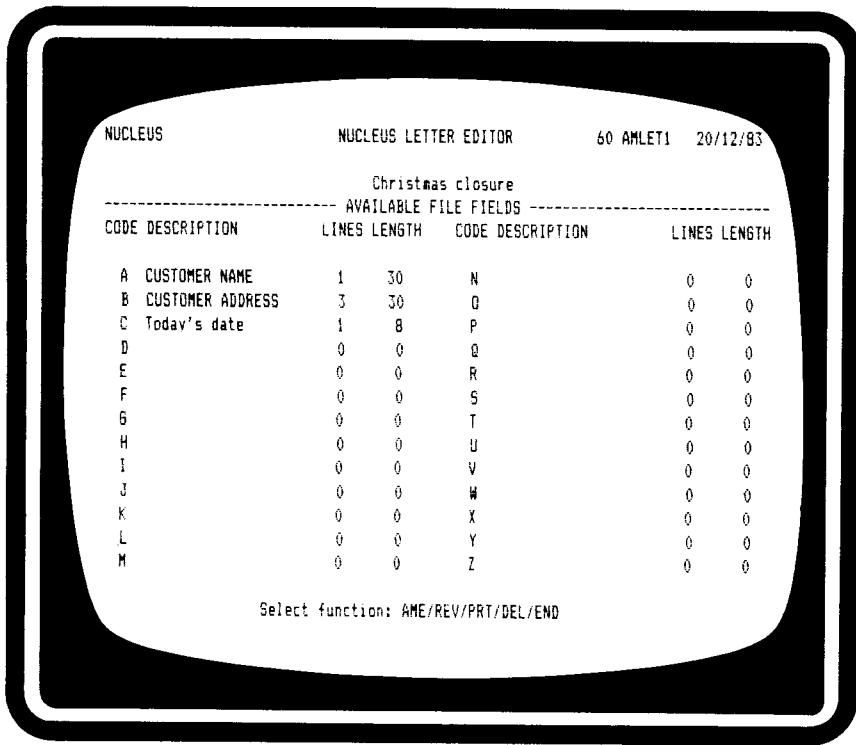 NUCLEUS NUCLEUS LETTER EDITOR 60 AMLET1 20/12/83
Christmas closure
--------------------------- AVAILABLE FILE FIELDS ----------------------------
CODE DESCRIPTION LINES LENGTH CODE DESCRIPTION LINES LENGTH
A CUSTOMER NAME 1 30 N 0 0
B CUSTOMER ADDRESS 3 30 O 0 0
C Today's date 1 8 P 0 0
D 0 0 Q 0 0
E 0 0 R 0 0
F 0 0 S 0 0
G 0 0 T 0 0
H 0 0 U 0 0
I 0 0 V 0 0
J 0 0 W 0 0
K 0 0 X 0 0
L 0 0 Y 0 0
M 0 0 Z 0 0
Select function: AME/REV/PRT/DEL/END